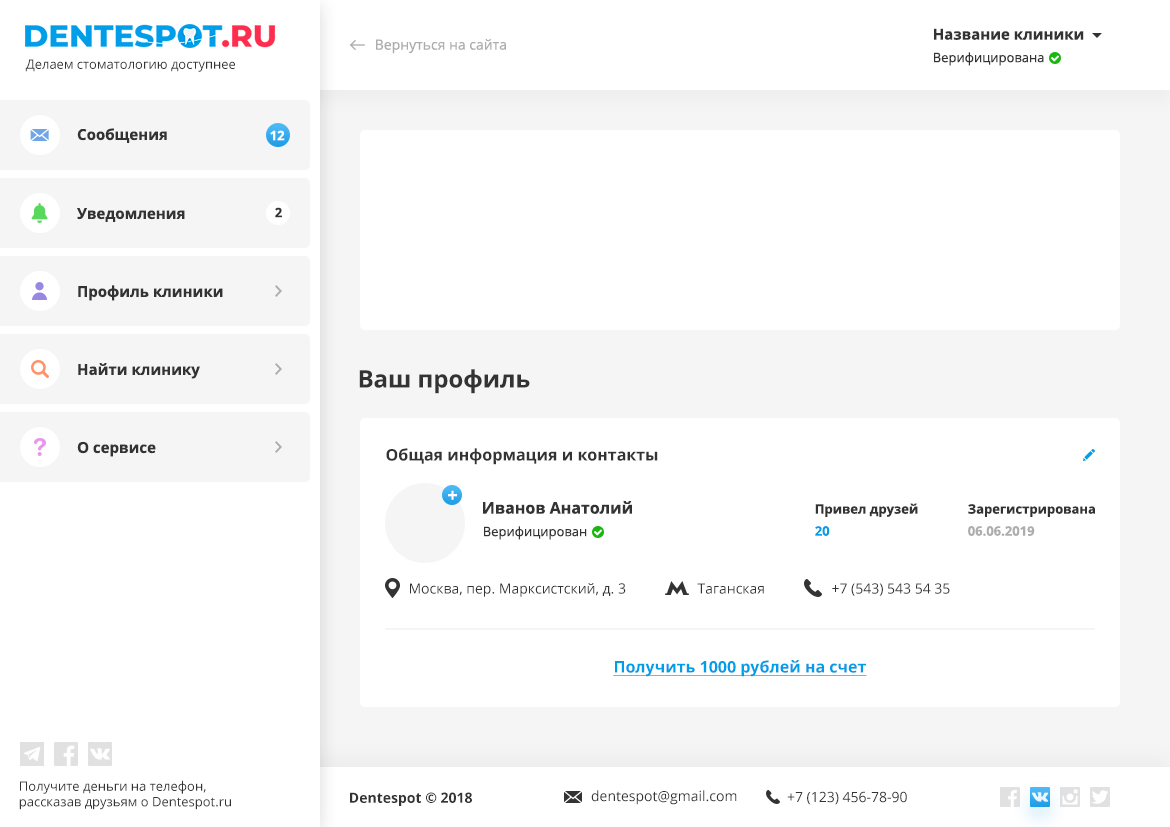 DENTESPOT.RU
Делаем стоматологию доступнее
Сообщения
12
Уведомления
2
Профиль клиники
Найти клинику
? О сервисе
Получите деньги на телефон,
рассказав друзьям о Dentespot.ru
Вернуться на сайта
Название клиники
Верифицирована
Ваш профиль
Общая информация и контакты
Иванов Анатолий
Верифицирован
Привел друзей
20
Зарегистрирована
06.06.2019
Москва, пер. Марксистский, д. 3
Таганская
+7 (543) 543 54 35
Получить 1000 рублей на счет
Dentespot © 2018
dentespot@gmail.com
+7 (123) 456-78-90